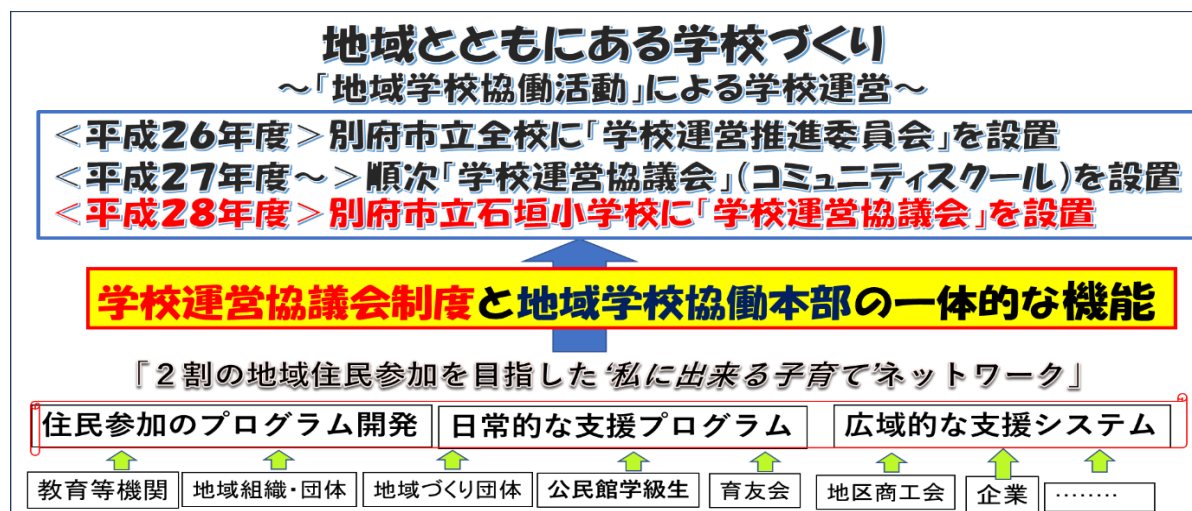 地域とともにある学校づくり
~「地域学校協働活動」による学校運営~
<平成26年度>別府市立全校に「学校運営推進委員会」を設置
<平成27年度~>順次「学校運営協議会」(コミュニティスクール)を設置
<平成28年度>別府市立石垣小学校に「学校運営協議会」を設置
学校運営協議会制度と地域学校協働本部の一体的な機能
「2割の地域住民参加を目指した‘私に出来る子育て’ネットワーク」
住民参加のプログラム開発 日常的な支援プログラム 広域的な支援システム
教育等機関 地域組織・団体 地域づくり団体 公民館学級生 育友会 地区商工会 企業 ………